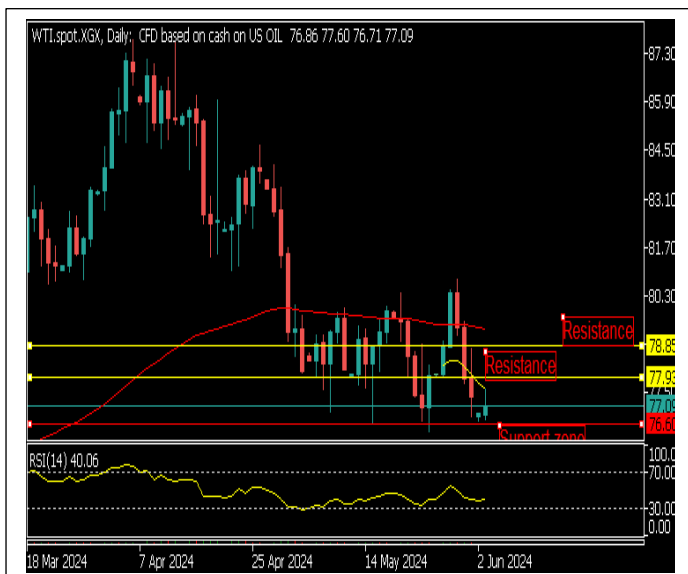 WTI.spot.XGX, Daily: CFD based on cash on US OIL 76.86 77.60 76.71 77.09
87.30
85.90
84.50
83.10
81.70
80.30
Resistance
78.85
Resistance
77.93
77.50
77.09
76.60
Support zone
RSI(14) 40.06
100.0
70.00
30.00
0.00
18 Mar 2024
7 Apr 2024
25 Apr 2024
14 May 2024
2 Jun 2024